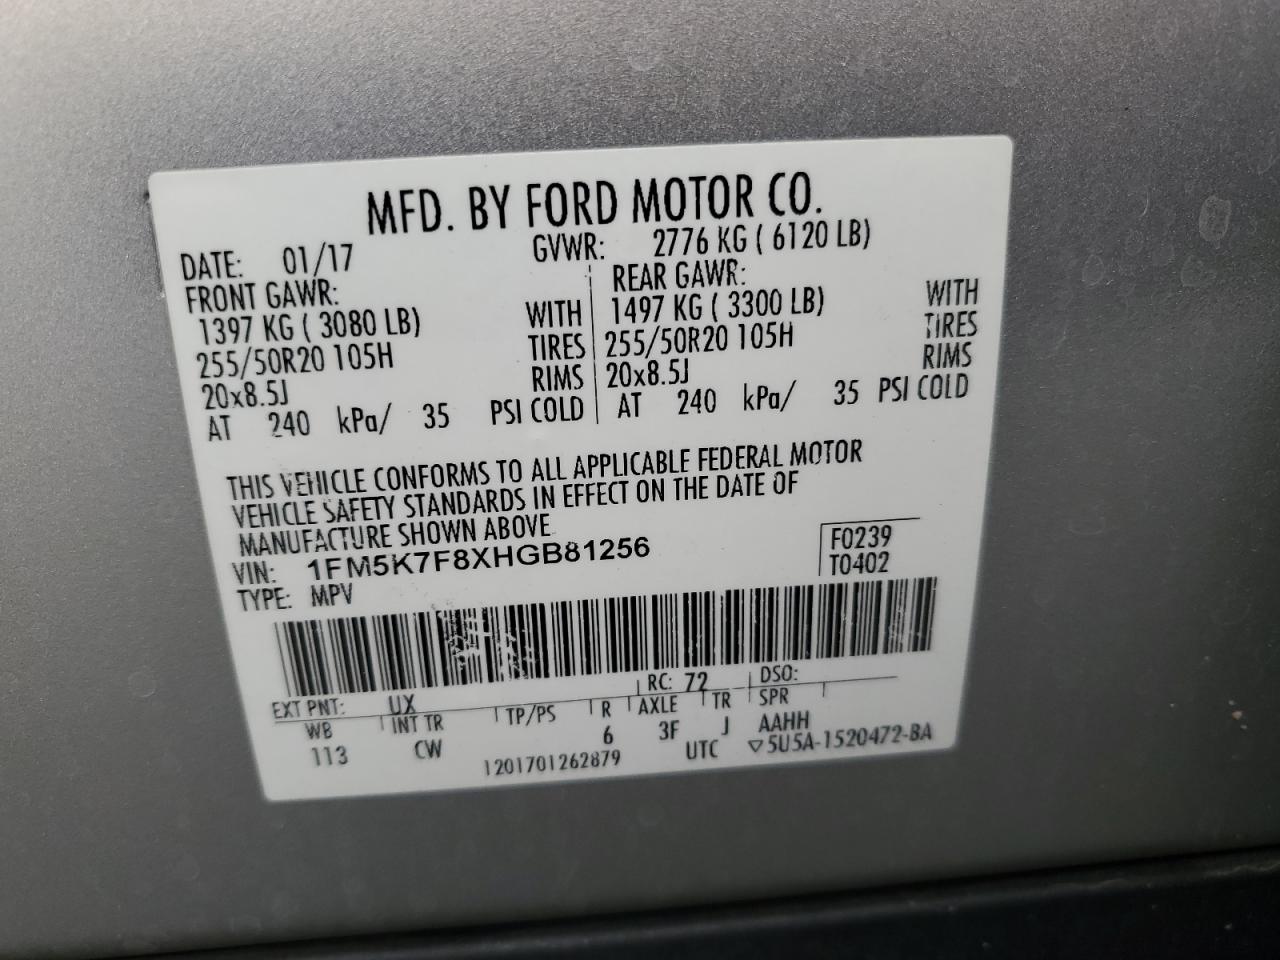 MFD. BY FORD MOTOR CO.
DATE: 01/17 GVWR: 2776 KG ( 6120 LB)
FRONT GAWR: REAR GAWR:
1397 KG ( 3080 LB) WITH 1497 KG ( 3300 LB) WITH
255/50R20 105H TIRES 255/50R20 105H TIRES
20x8.5J RIMS 20x8.5J RIMS
AT 240 kPa/ 35 PSI COLD AT 240 kPa/ 35 PSI COLD
THIS VEHICLE CONFORMS TO ALL APPLICABLE FEDERAL MOTOR
VEHICLE SAFETY STANDARDS IN EFFECT ON THE DATE OF
MANUFACTURE SHOWN ABOVE
VIN: 1FM5K7F8XHGB81256 F0239
TYPE: MPV T0402
EXT PNT: UX RC: 72 DSO:
WB INT TR TP/PS R AXLE TR SPR
113 CW 6 3F J AAHH
1201701262879 UTC ▽5U5A-1520472-BA